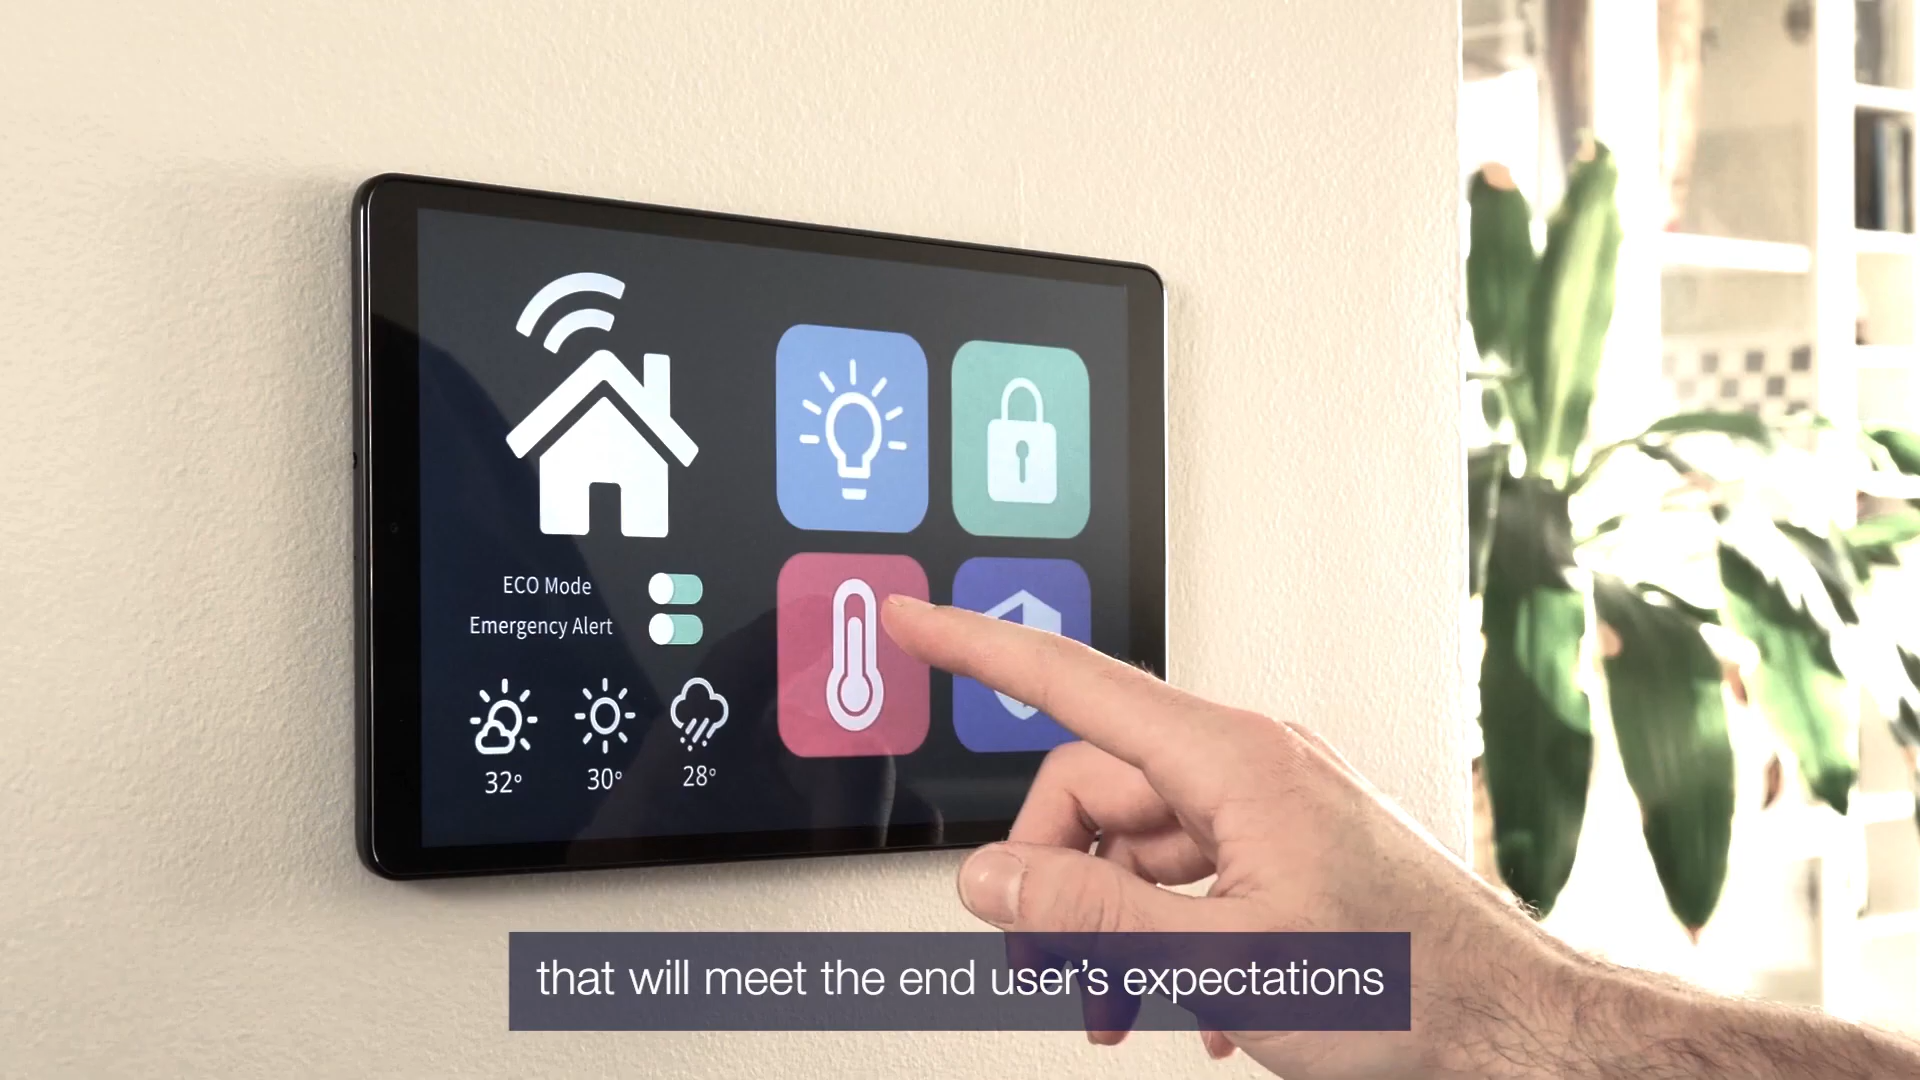 ECO Mode
Emergency Alert
32° 30° 28°
that will meet the end user’s expectations